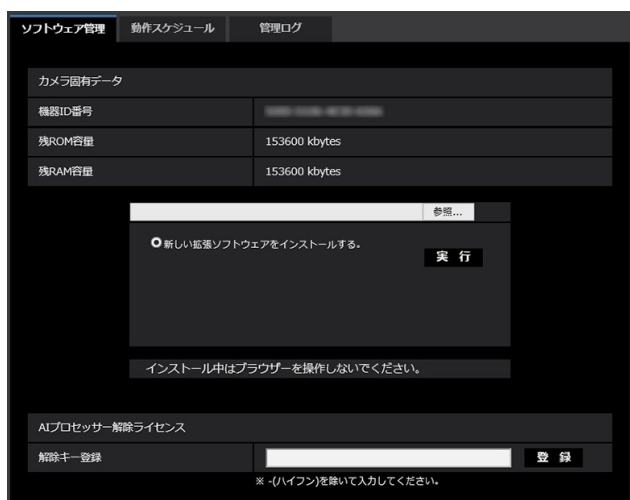 ソフトウェア管理 動作スケジュール 管理ログ
カメラ固有データ
機器ID番号
残ROM容量 153600 kbytes
残RAM容量 153600 kbytes
参照...
新しい拡張ソフトウェアをインストールする。
実 行
インストール中はブラウザーを操作しないでください。
AIプロセッサー解除ライセンス
解除キー登録 登 録
※ -(ハイフン)を除いて入力してください。